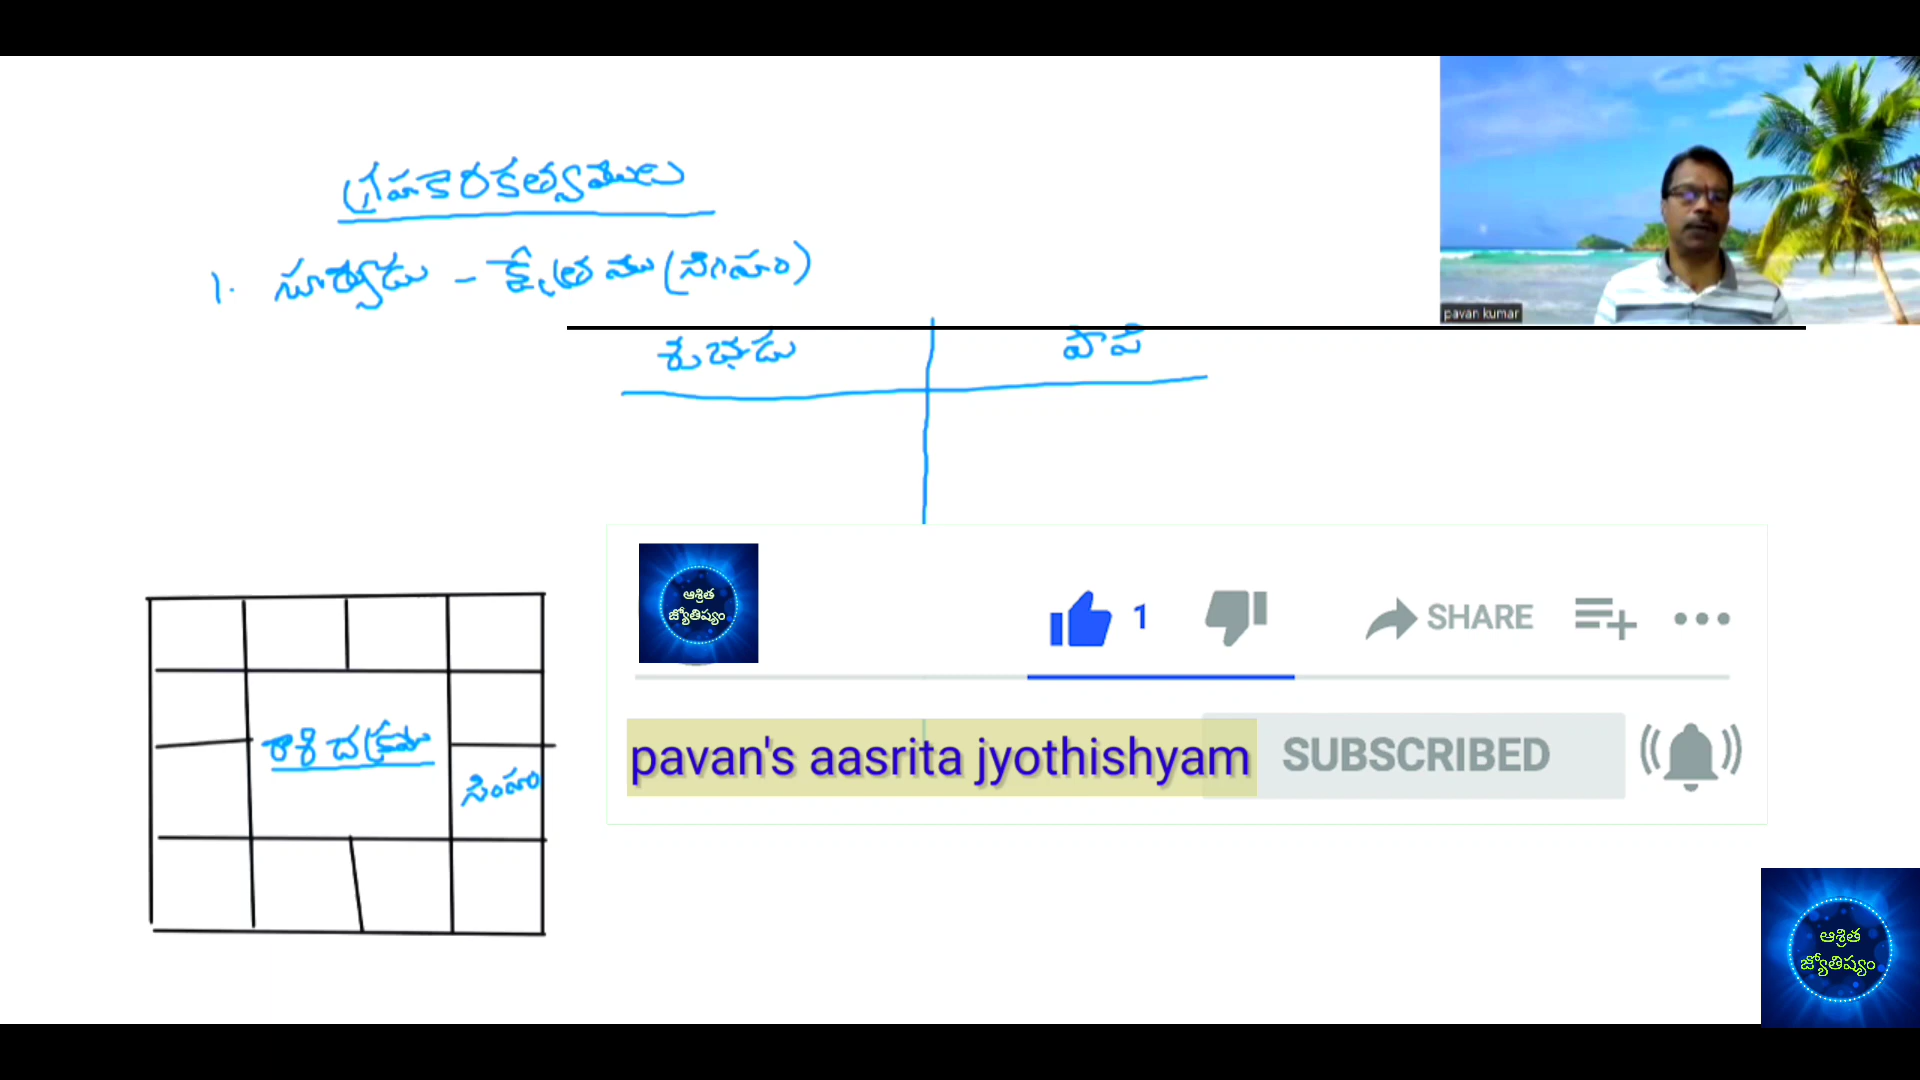 గ్రహకారకత్వములు
1. సూర్యుడు - క్షేత్రము (సింహం)
pavan kumar
శుభుడు పాపి
ఆశ్రిత
జ్యోతిష్యం
1 SHARE
రాశి చక్రము
సింహం
pavan's aasrita jyothishyam SUBSCRIBED
ఆశ్రిత
జ్యోతిష్యం